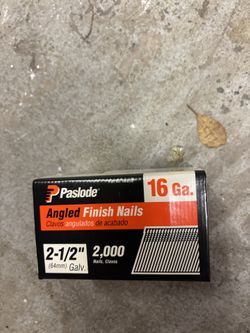 Paslode
16 Ga.
Angled Finish Nails
Clavos angulados de acabado
2-1/2"
(64mm) Galv.
2,000
Nails, Clavos